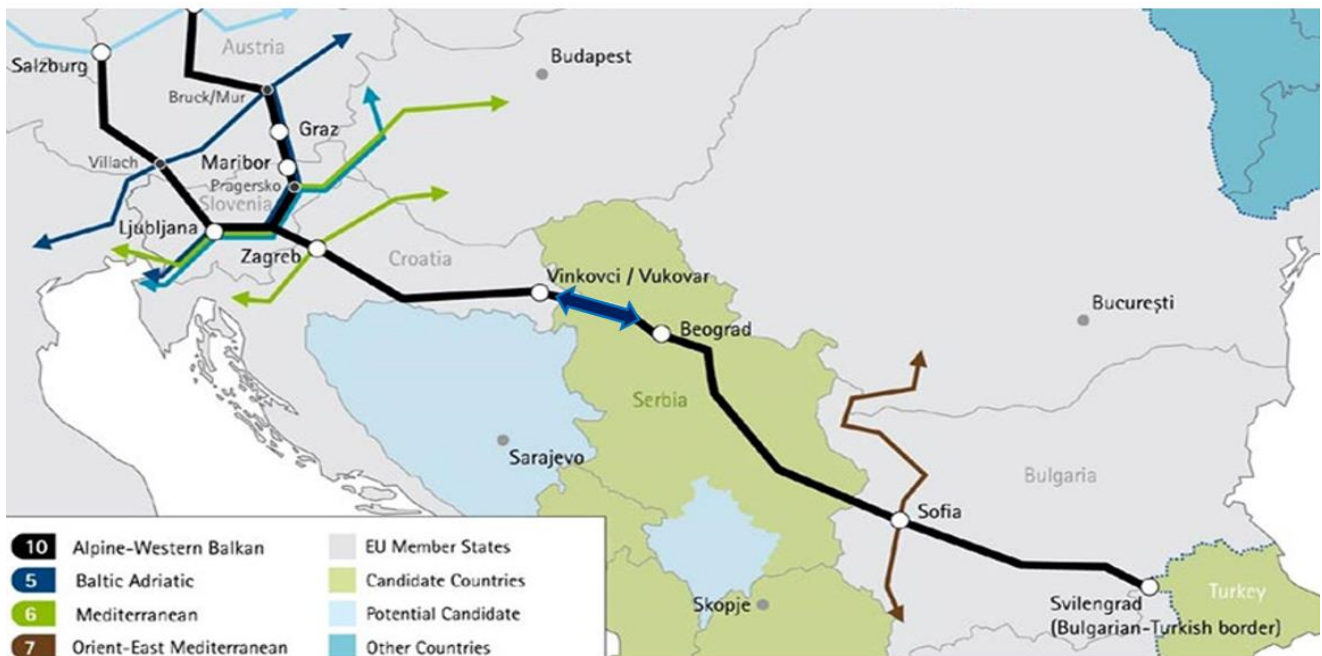 Salzburg
Austria
Budapest
Bruck/Mur
Graz
Villach
Maribor
Pragersko
Slovenia
Ljubljana
Zagreb
Croatia
Vinkovci / Vukovar
Beograd
Bucureşti
Serbia
Sarajevo
Bulgaria
Sofia
Skopje
Turkey
Svilengrad
(Bulgarian-Turkish border)
10 Alpine-Western Balkan
5 Baltic Adriatic
6 Mediterranean
7 Orient-East Mediterranean
EU Member States
Candidate Countries
Potential Candidate
Other Countries